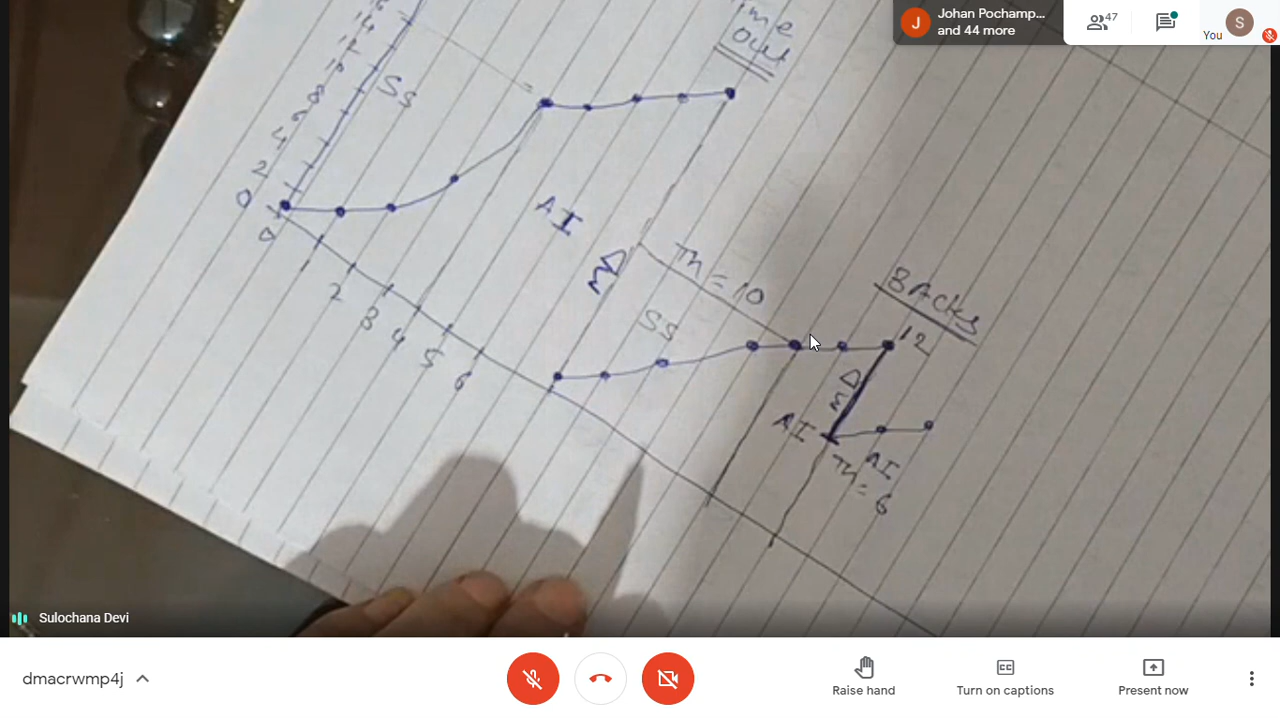 Johan Pochamp...
and 44 more
47
S
You
ime
out
14
12
10
8
6
4
2
0
SS
0
2
3
4
5
6
AI
MD
Th = 10
SS
3 Acks
12
MD
AI
AI
Th = 6
Sulochana Devi
dmacrwmp4j
Raise hand
Turn on captions
Present now